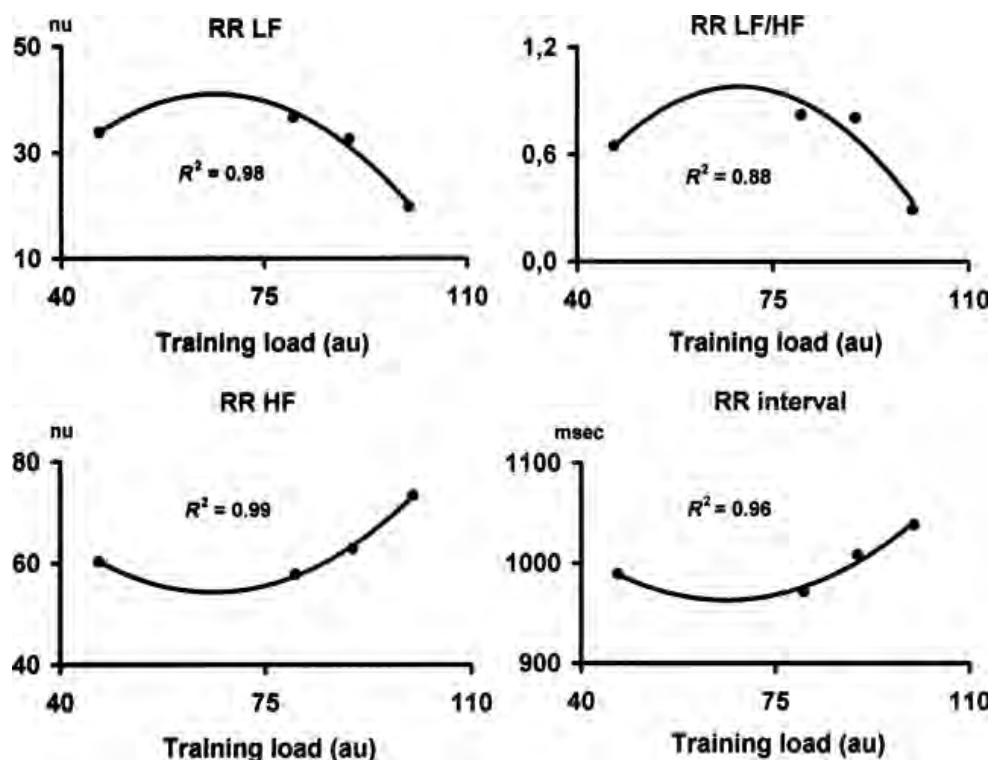 RR LF
nu
50
30
R² = 0.98
10
40 75 110
Training load (au)
RR LF/HF
1,2
0,6
R² = 0.88
0,0
40 75 110
Training load (au)
RR HF
nu
80
R² = 0.99
60
40
40 75 110
Training load (au)
RR interval
msec
1100
R² = 0.96
1000
900
40 75 110
Training load (au)